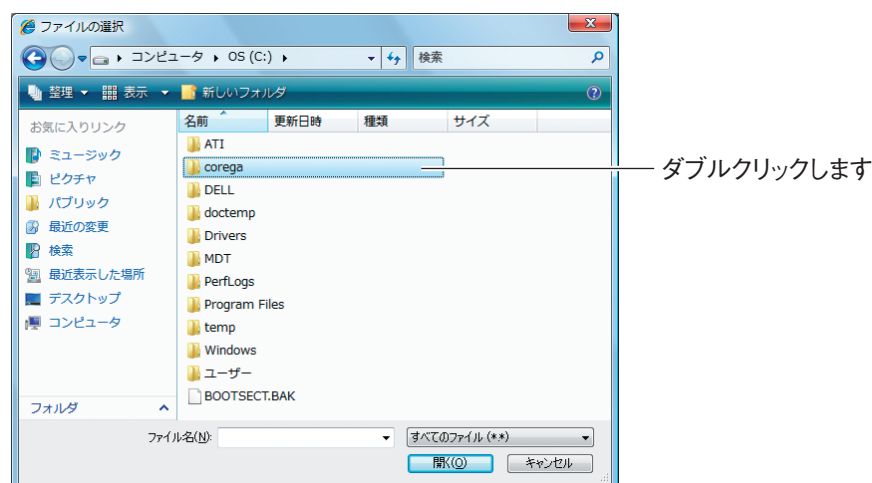 ファイルの選択
コンピュータ ▸ OS (C:) ▸
検索
整理 表示 新しいフォルダ
名前 更新日時 種類 サイズ
お気に入りリンク
ミュージック
ピクチャ
パブリック
最近の変更
検索
最近表示した場所
デスクトップ
コンピュータ
フォルダ
ATI
corega
DELL
doctemp
Drivers
MDT
PerfLogs
Program Files
temp
Windows
ユーザー
BOOTSECT.BAK
ダブルクリックします
ファイル名(N):
すべてのファイル (*.*)
開く(O) キャンセル